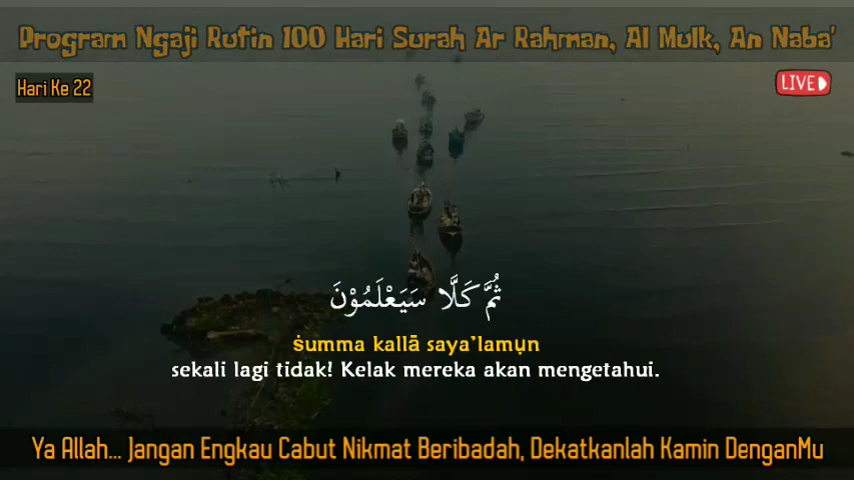 Program Ngaji Rutin 100 Hari Surah Ar Rahman, Al Mulk, An Naba'
Hari Ke 22
LIVE
ثُمَّ كَلَّا سَيَعْلَمُوْنَ
ṡumma kallā saya'lamụn
sekali lagi tidak! Kelak mereka akan mengetahui.
Ya Allah... Jangan Engkau Cabut Nikmat Beribadah, Dekatkanlah Kamin DenganMu